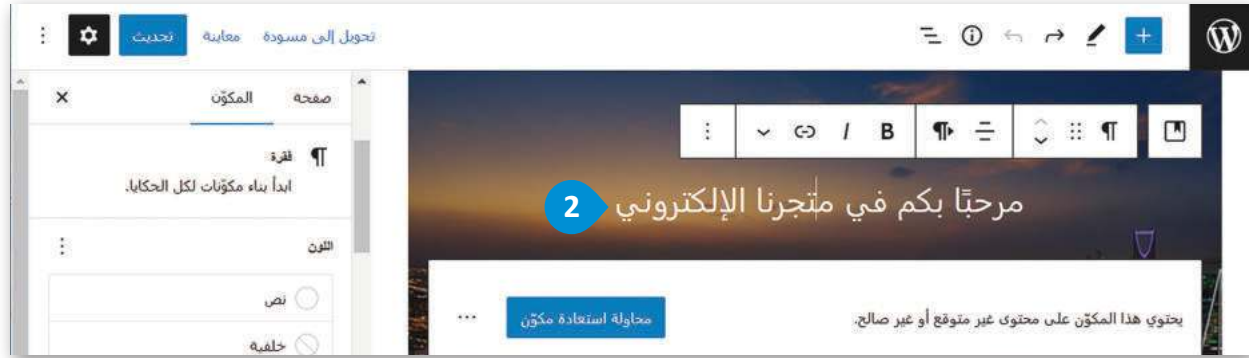 تحويل إلى مسودة معاينة تحديث
صفحة المكوّن
B I
مرحبًا بكم في متجرنا الإلكتروني 2
فقرة
ابدأ بناء مكوّنات لكل الحكايا.
اللون
نص
خلفية
يحتوي هذا المكوّن على محتوى غير متوقع أو غير صالح.
محاولة استعادة مكوّن